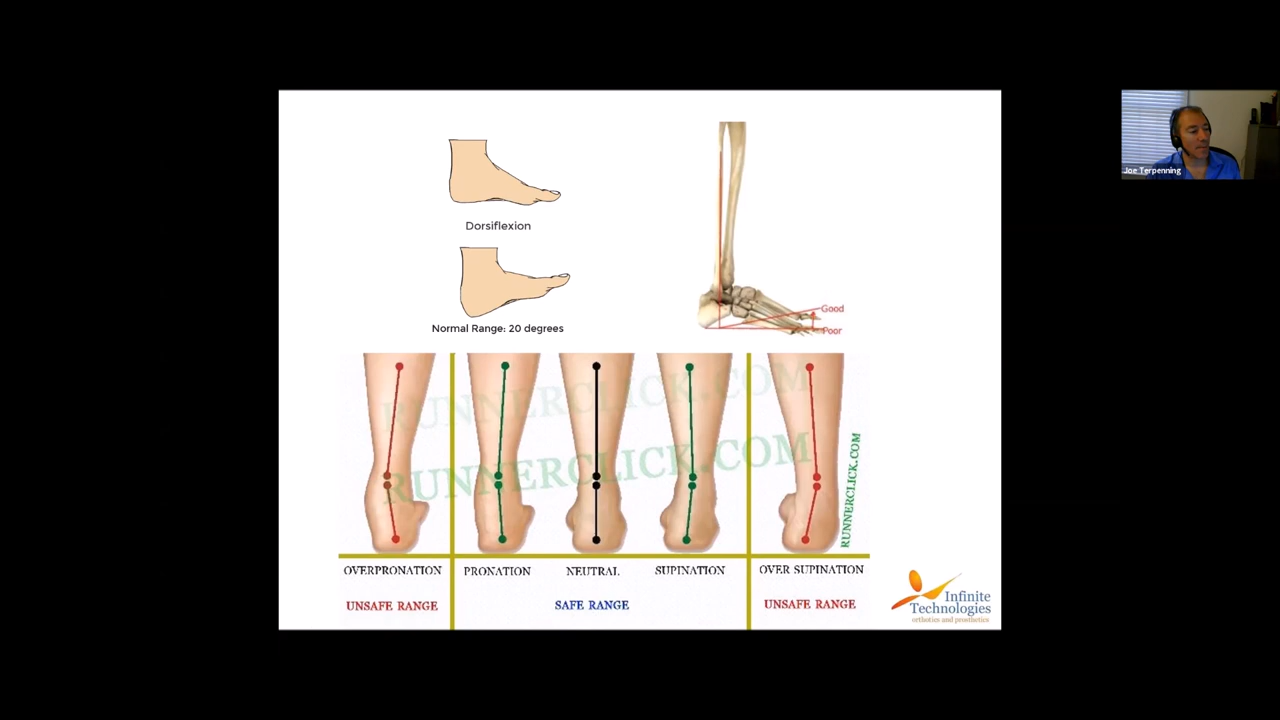 Joe Terpenning
Dorsiflexion
Normal Range: 20 degrees
Good
Poor
RUNNERCLICK.COM
RUNNERCLICK.COM
RUNNERCLICK.COM
OVERPRONATION
PRONATION
NEUTRAL
SUPINATION
OVER SUPINATION
UNSAFE RANGE
SAFE RANGE
UNSAFE RANGE
Infinite
Technologies
orthotics and prosthetics